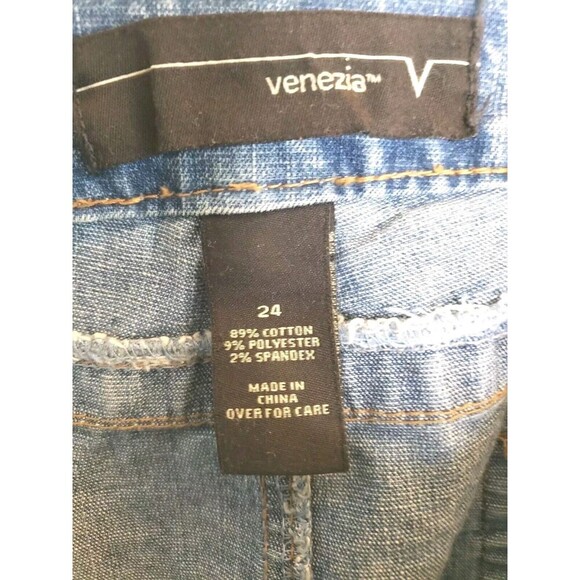 venezia™
24
89% COTTON
9% POLYESTER
2% SPANDEX
MADE IN
CHINA
OVER FOR CARE